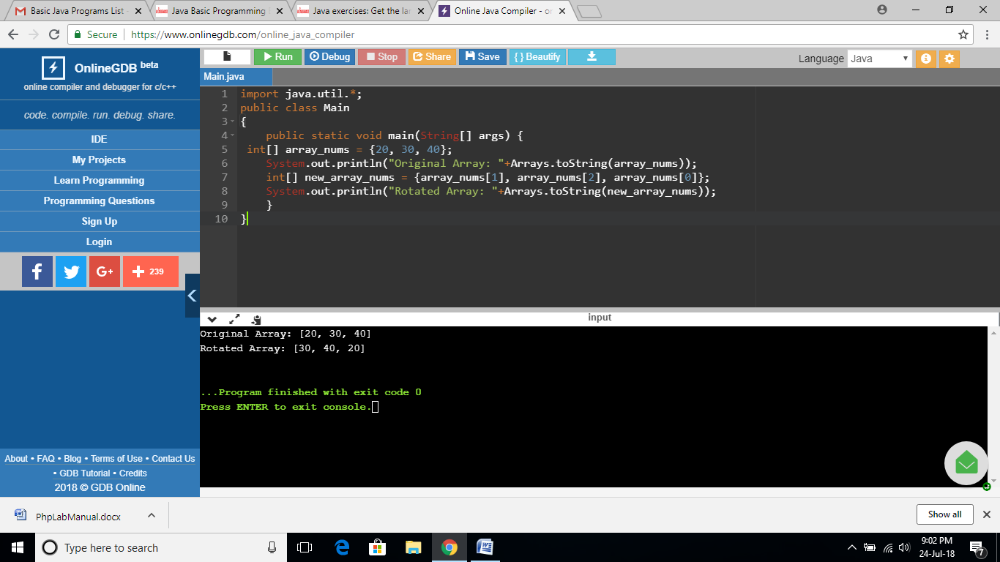 Basic Java Programs List -
Java Basic Programming
Java exercises: Get the lar
Online Java Compiler - or
Secure
https://www.onlinegdb.com/online_java_compiler
OnlineGDB beta
online compiler and debugger for c/c++
code. compile. run. debug. share.
IDE
My Projects
Learn Programming
Programming Questions
Sign Up
Login
f
G+
+ 239
About • FAQ • Blog • Terms of Use • Contact Us
• GDB Tutorial • Credits
2018 © GDB Online
Run
Debug
Stop
Share
Save
{ } Beautify
Language Java
Main.java
1 import java.util.*;
2 public class Main
3 {
4 public static void main(String[] args) {
5 int[] array_nums = {20, 30, 40};
6 System.out.println("Original Array: "+Arrays.toString(array_nums));
7 int[] new_array_nums = {array_nums[1], array_nums[2], array_nums[0]};
8 System.out.println("Rotated Array: "+Arrays.toString(new_array_nums));
9 }
10 }
input
Original Array: [20, 30, 40]
Rotated Array: [30, 40, 20]
...Program finished with exit code 0
Press ENTER to exit console.
PhpLabManual.docx
Show all
Type here to search
9:02 PM
24-Jul-18
7